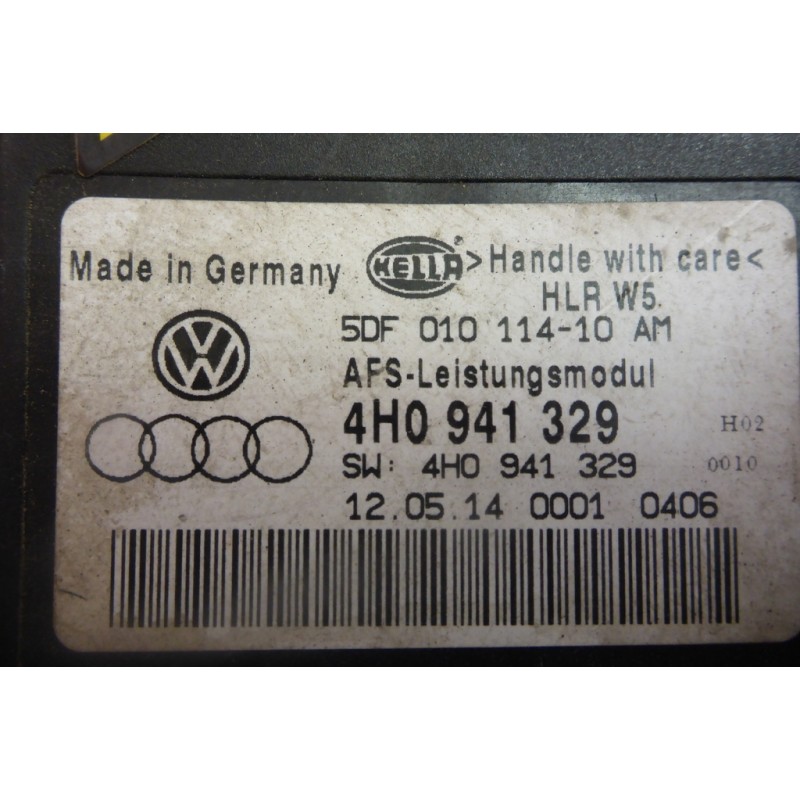 Made in Germany HELLA® >Handle with care<
HLR W5.
5DF 010 114-10 AM
AFS-Leistungsmodul
4H0 941 329 H02
SW: 4H0 941 329 0010
12.05.14 0001 0406